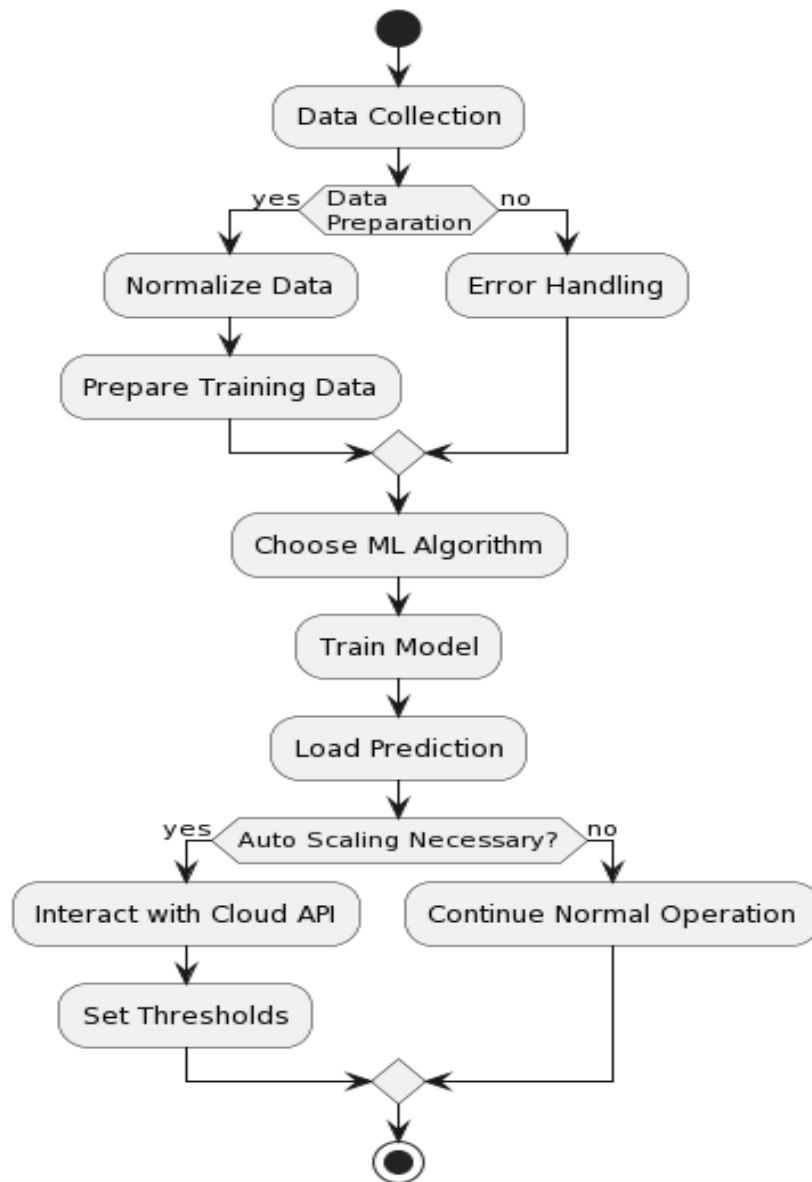 Data Collection
yes
Data
Preparation
no
Normalize Data
Error Handling
Prepare Training Data
Choose ML Algorithm
Train Model
Load Prediction
yes
Auto Scaling Necessary?
no
Interact with Cloud API
Continue Normal Operation
Set Thresholds